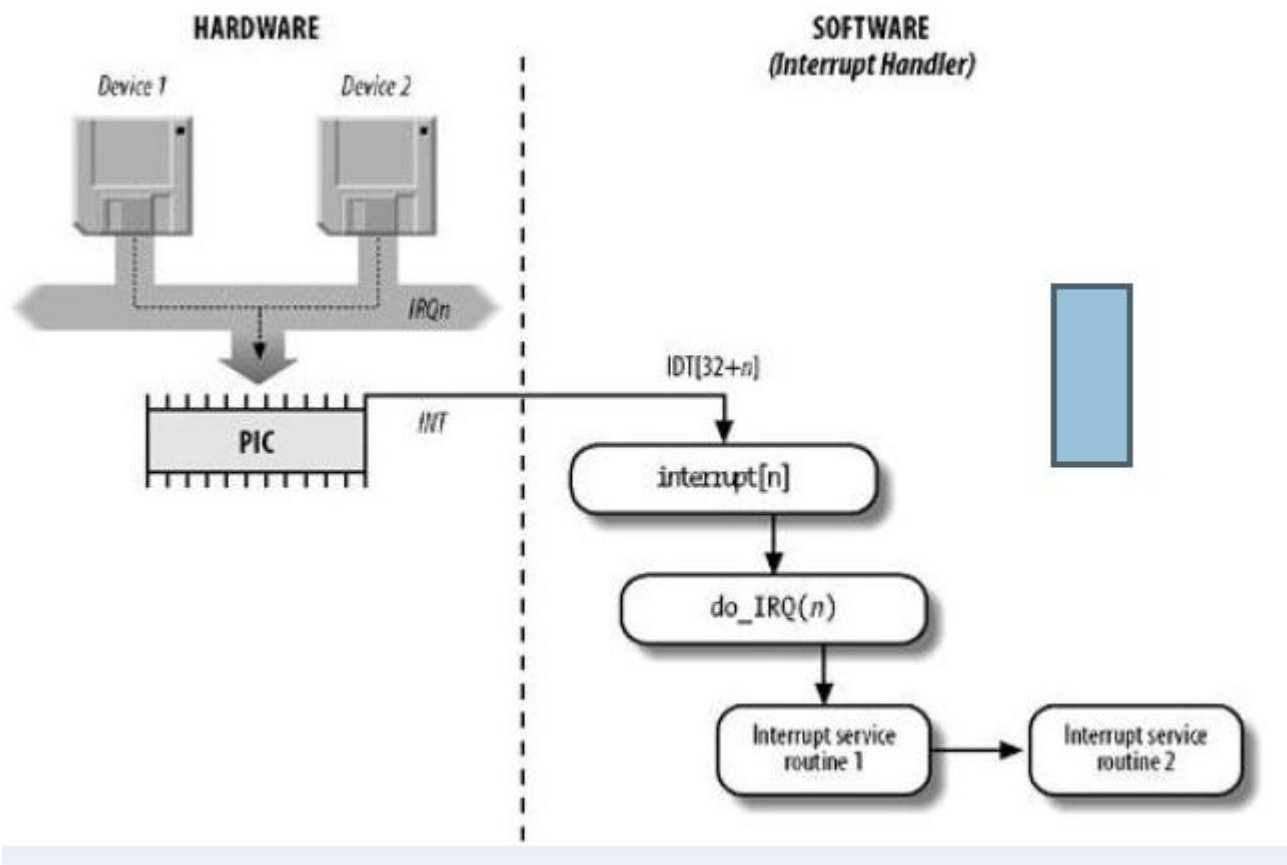 HARDWARE
SOFTWARE
(Interrupt Handler)
Device 1
Device 2
IRQn
IDT[32+n]
INT
PIC
interrupt[n]
do_IRQ(n)
Interrupt service
routine 1
Interrupt service
routine 2